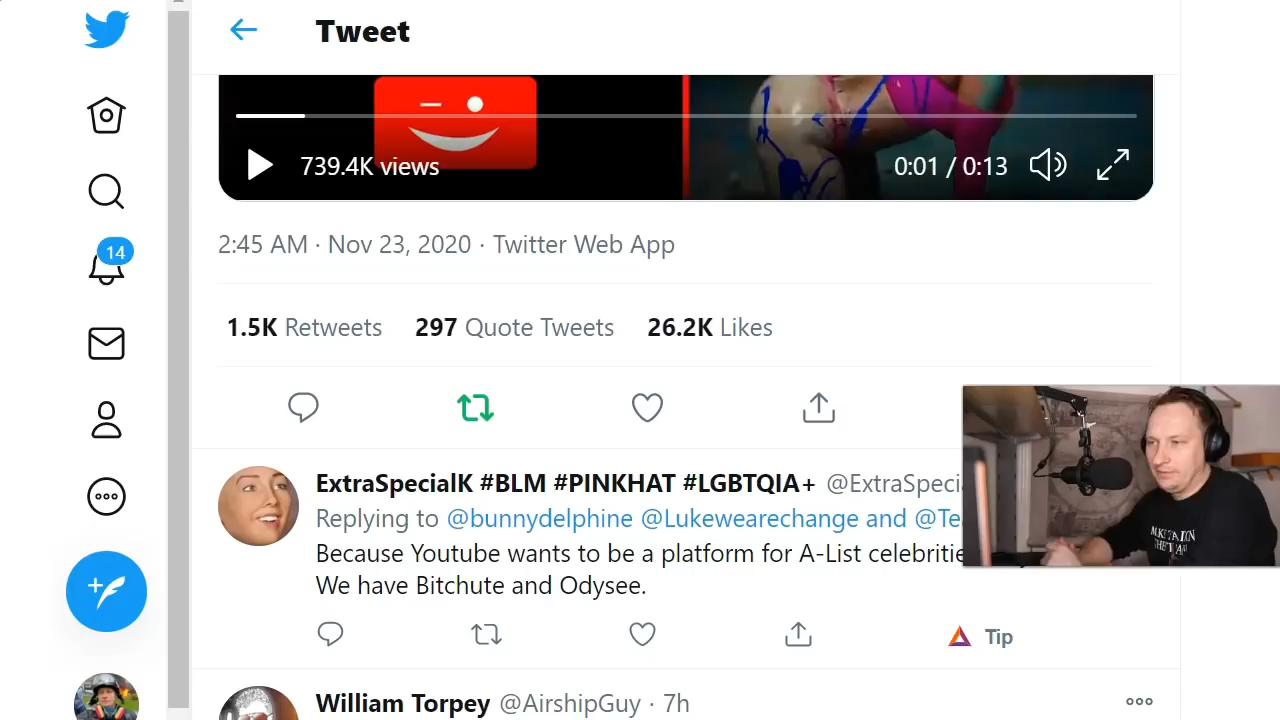 Tweet
739.4K views
0:01 / 0:13
2:45 AM · Nov 23, 2020 · Twitter Web App
1.5K Retweets 297 Quote Tweets 26.2K Likes
14
ExtraSpecialK #BLM #PINKHAT #LGBTQIA+ @ExtraSpeci
Replying to @bunnydelphine @Lukewearechange and @Te
Because Youtube wants to be a platform for A-List celebritie
We have Bitchute and Odysee.
Tip
William Torpey @AirshipGuy · 7h